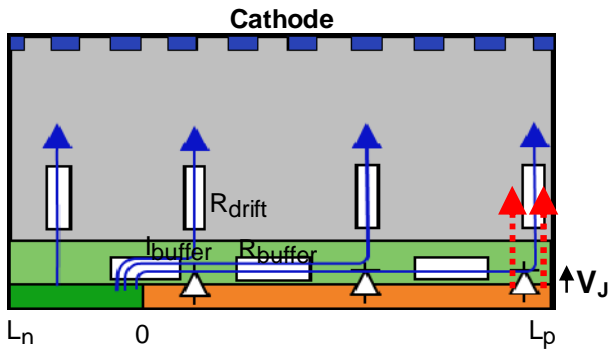 Cathode
R_drift
I_buffer R_buffer
V_J
L_n 0 L_p